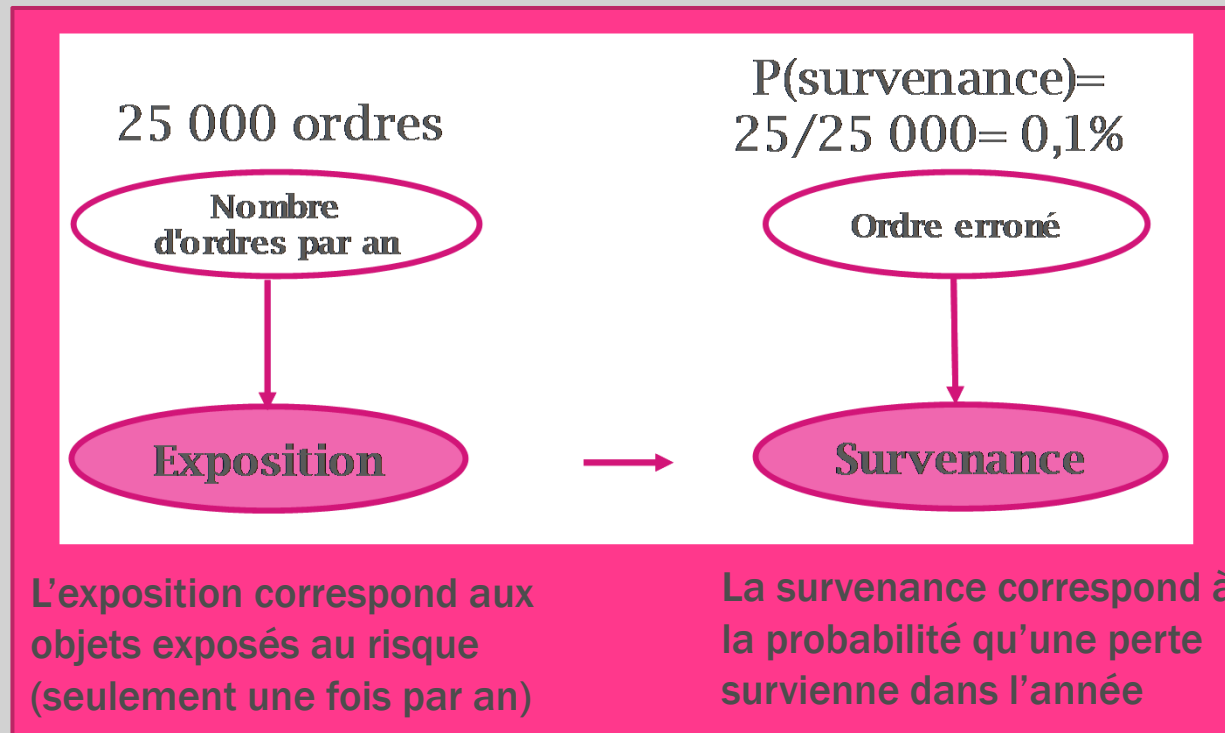 25 000 ordres
Nombre
d'ordres par an
Exposition
P(survenance)=
25/25 000= 0,1%
Ordre erroné
Survenance
L’exposition correspond aux
objets exposés au risque
(seulement une fois par an)
La survenance correspond à
la probabilité qu’une perte
survienne dans l’année